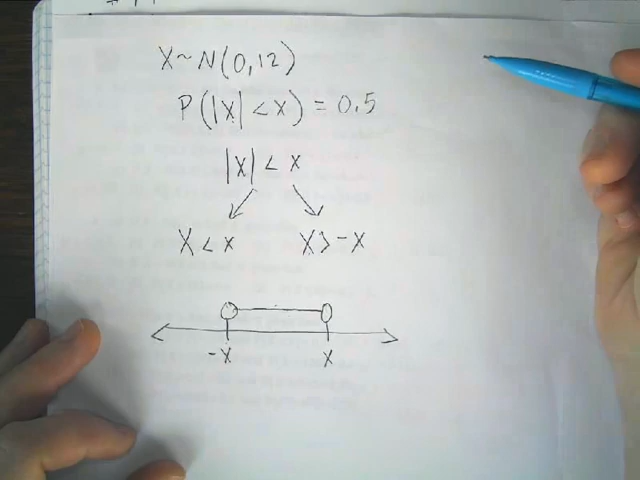 X~N(0,12)
P(|X|<x)=0.5
|X|<x
X<x X>-x
-x x